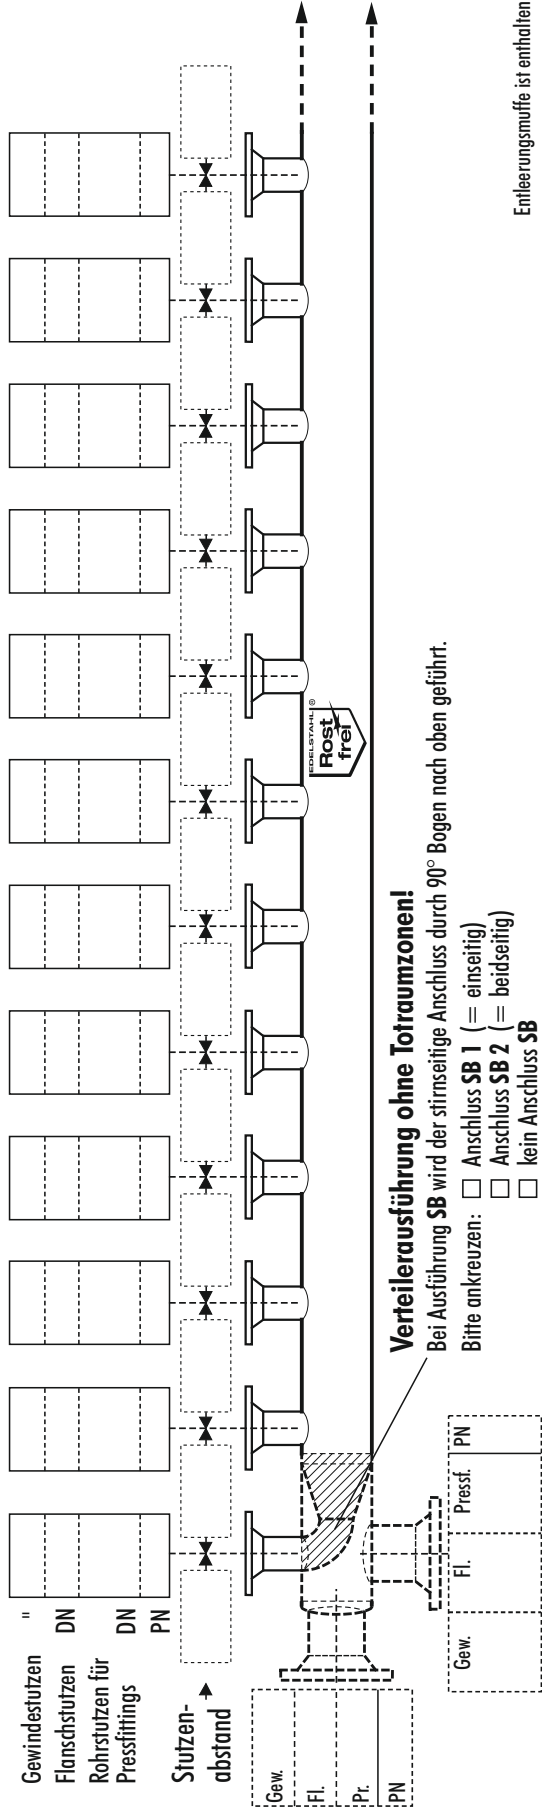 Gewindestutzen "
Flanschstutzen DN
Rohrstutzen für
Pressfittings DN
PN
Stutzen-
abstand
Gew.
Fl.
Pr.
PN
Gew. Fl. Pressf. PN
EDELSTAHL®
Rost
frei
Verteilerausführung ohne Totraumzonen!
Bei Ausführung SB wird der stirnseitige Anschluss durch 90° Bogen nach oben geführt.
Bitte ankreuzen: □ Anschluss SB 1 (= einseitig)
□ Anschluss SB 2 (= beidseitig)
□ kein Anschluss SB
Entleerungsmuffe ist enthalten